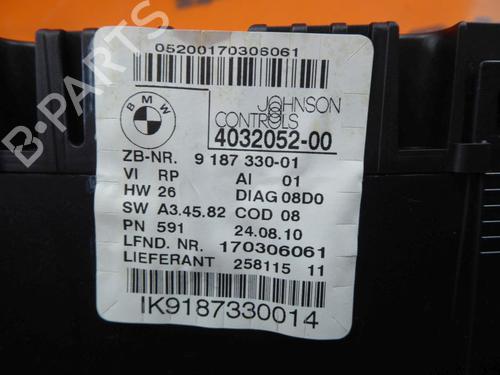 05200170306061
BMW
JOHNSON
CONTROLS
4032052-00
ZB-NR. 9 187 330-01
VI RP AI 01
HW 26 DIAG 08D0
SW A3.45.82 COD 08
PN 591 24.08.10
LFND. NR. 170306061
LIEFERANT 258115 11
IK9187330014
B-PARTS